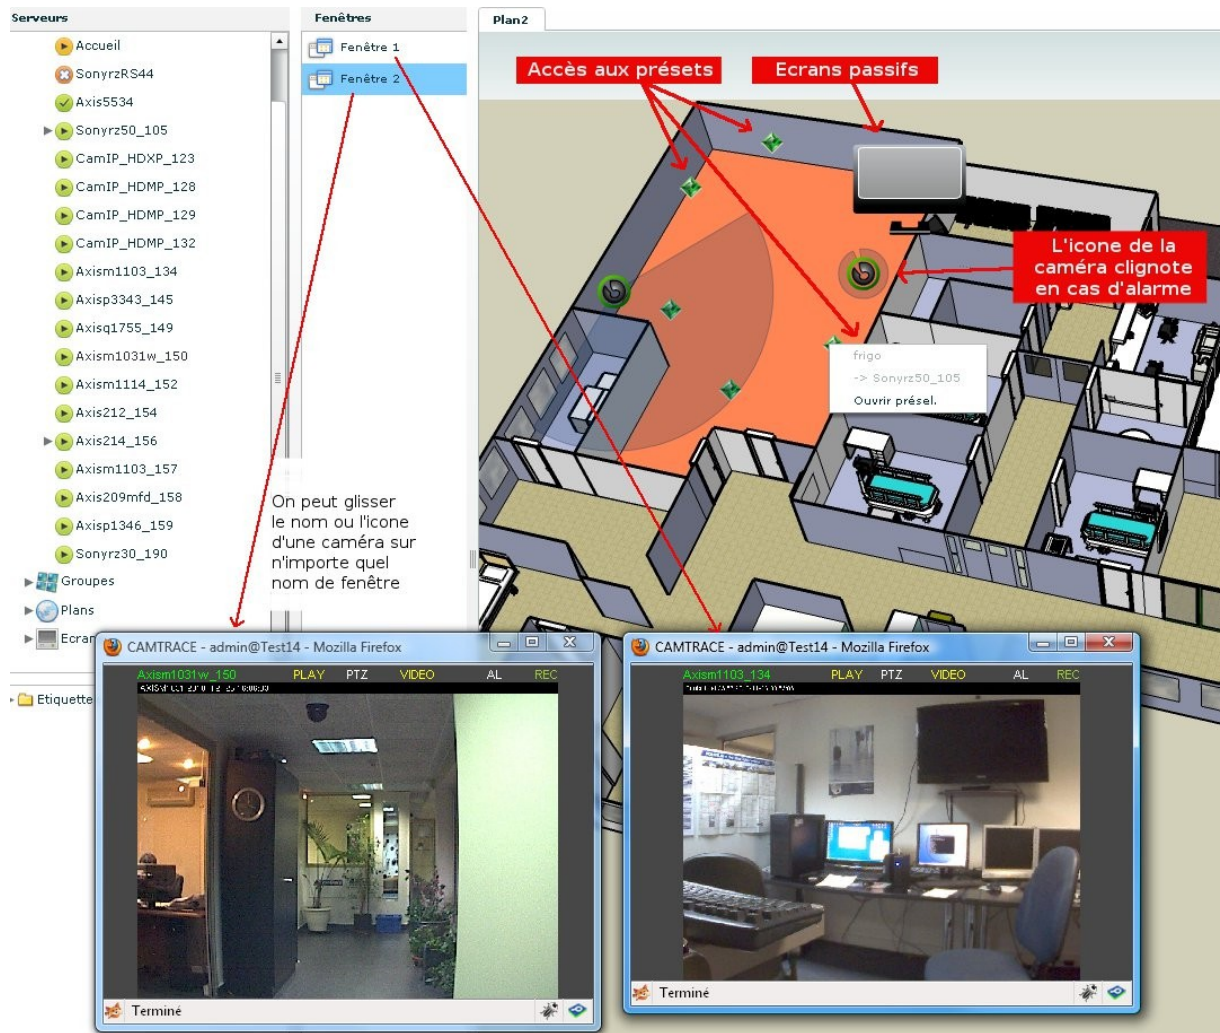 Serveurs
Accueil
SonyrzRS44
Axis5534
Sonyrz50_105
CamIP_HDXP_123
CamIP_HDMP_128
CamIP_HDMP_129
CamIP_HDMP_132
Axism1103_134
Axisp3343_145
Axisq1755_149
Axism1031w_150
Axism1114_152
Axis212_154
Axis214_156
Axism1103_157
Axis209mfd_158
Axisp1346_159
Sonyrz30_190
Groupes
Plans
Ecran
Etiquette
Fenêtres
Fenêtre 1
Fenêtre 2
On peut glisser
le nom ou l'icone
d'une caméra sur
n'importe quel
nom de fenêtre
Plan2
Accès aux présets
Ecrans passifs
L'icone de la
caméra clignote
en cas d'alarme
frigo
-> Sonyrz50_105
Ouvrir présel.
CAMTRACE - admin@Test14 - Mozilla Firefox
Axism1031w_150 PLAY PTZ VIDEO AL REC
Terminé
CAMTRACE - admin@Test14 - Mozilla Firefox
Axism1103_134 PLAY PTZ VIDEO AL REC
Terminé